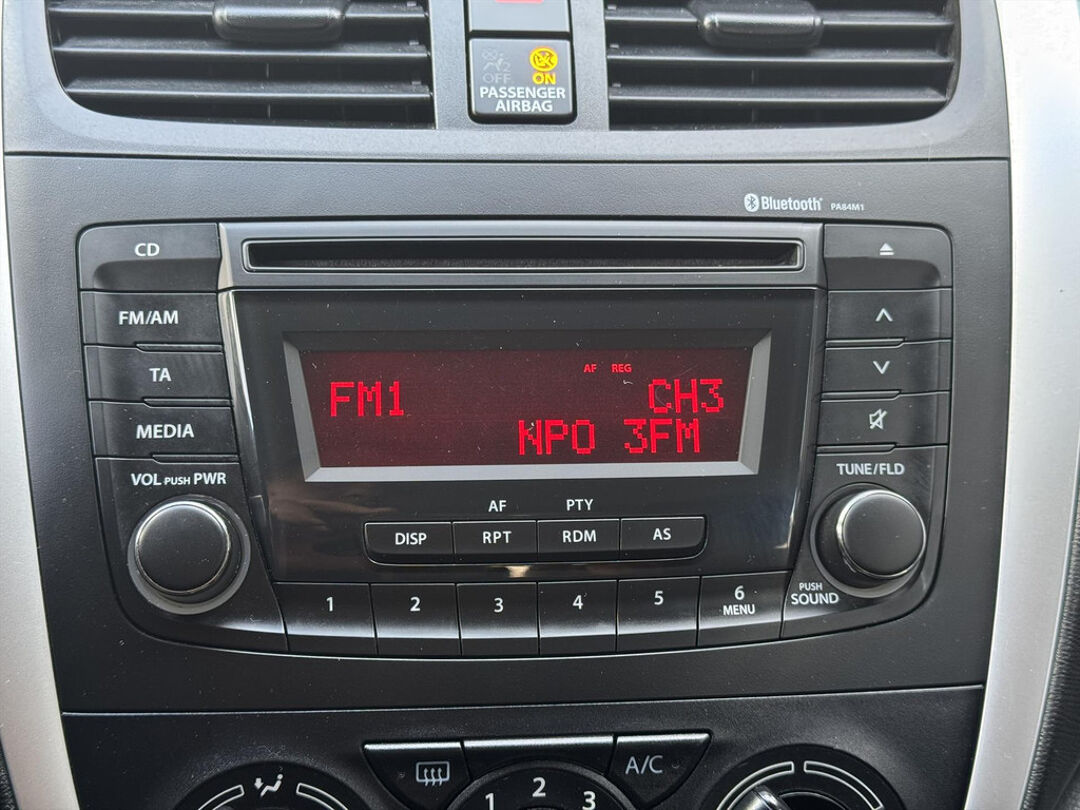 OFF ON
PASSENGER
AIRBAG
Bluetooth® PA84M1
CD
FM/AM
TA
MEDIA
VOL PUSH PWR
AF REG
FM1 CH3
NPO 3FM
TUNE/FLD
AF PTY
DISP RPT RDM AS
1 2 3 4 5 6
MENU
PUSH
SOUND
A/C
1 2 3